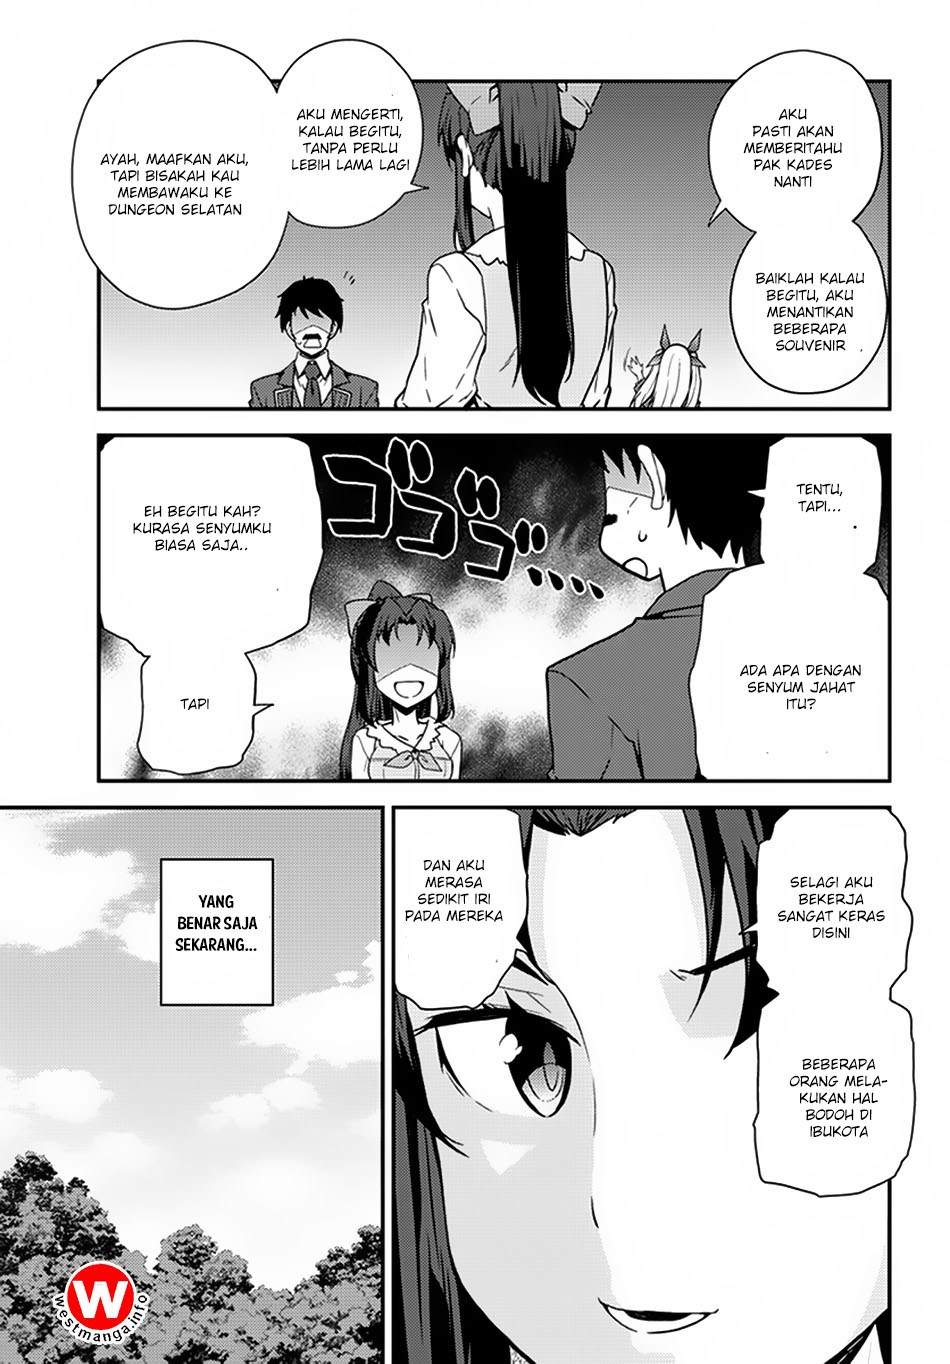 AKU
PASTI AKAN
MEMBERITAHU
PAK KADES
NANTI
BAIKLAH KALAU
BEGITU, AKU
MENANTIKAN
BEBERAPA
SOUVENIR
AKU MENGERTI,
KALAU BEGITU,
TANPA PERLU
LEBIH LAMA LAGI
AYAH, MAAFKAN AKU,
TAPI BISAKAH KAU
MEMBAWAKU KE
DUNGEON SELATAN
TENTU,
TAPI...
ADA APA DENGAN
SENYUM JAHAT
ITU?
ゴゴゴゴ....
EH BEGITU KAH?
KURASA SENYUMKU
BIASA SAJA..
TAPI
SELAGI AKU
BEKERJA
SANGAT KERAS
DISINI
BEBERAPA
ORANG MELA-
KUKAN HAL
BODOH DI
IBUKOTA
DAN AKU
MERASA
SEDIKIT IRI
PADA MEREKA
YANG
BENAR SAJA
SEKARANG...
W
westmanga.info